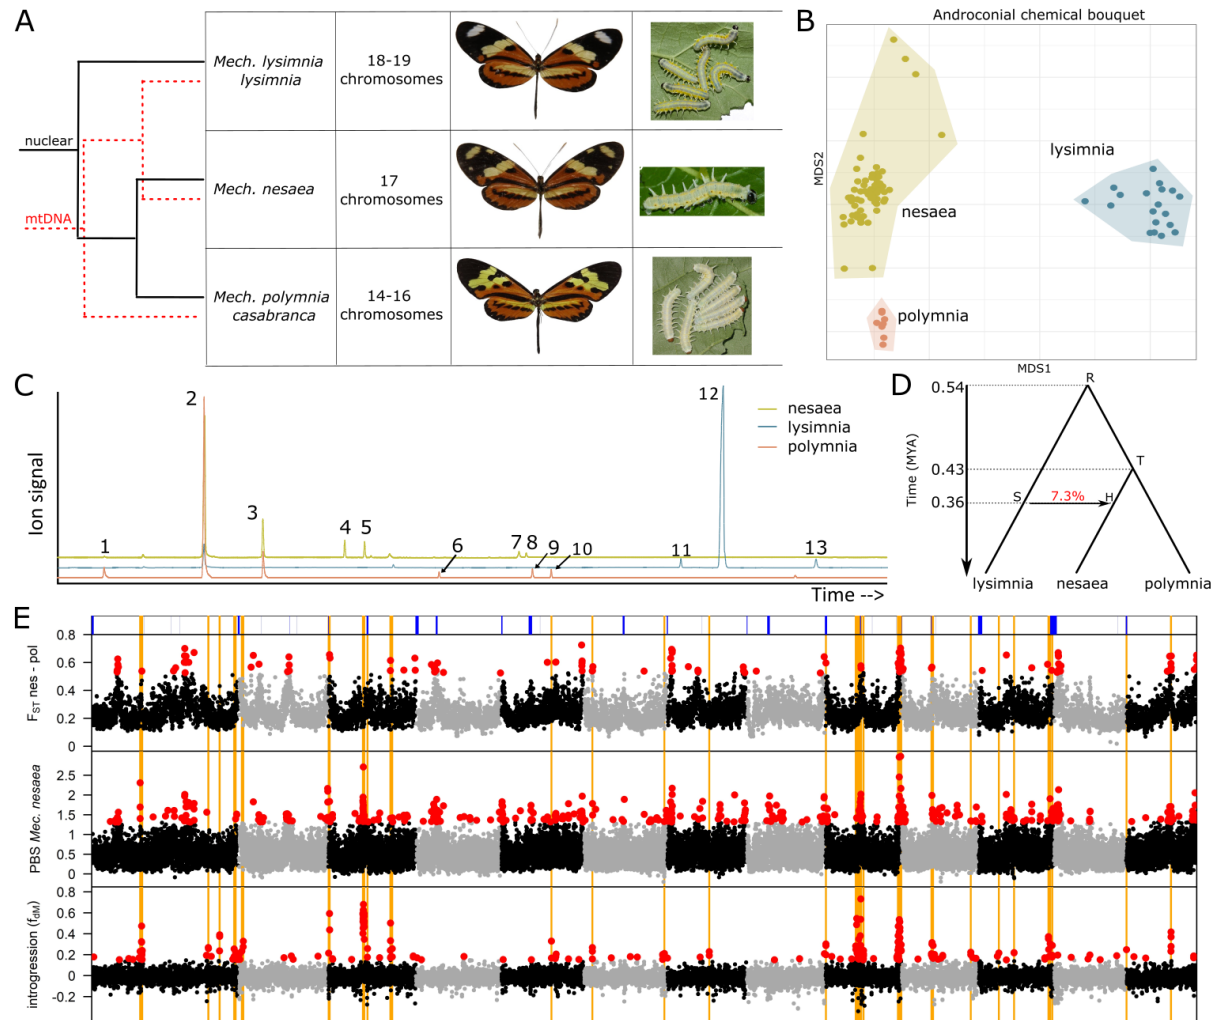 A
nuclear
mtDNA
Mech. lysimnia
lysimnia
18-19
chromosomes
Mech. nesaea
17
chromosomes
Mech. polymnia
casabranca
14-16
chromosomes
B
Androconial chemical bouquet
MDS2
lysimnia
nesaea
polymnia
MDS1
C
Ion signal
1
2
3
4
5
6
7
8
9
10
11
12
13
nesaea
lysimnia
polymnia
Time -->
D
Time (MYA)
0.54
0.43
0.36
R
T
S
7.3%
H
lysimnia
nesaea
polymnia
E
FST nes - pol
0.8
0.6
0.4
0.2
0
PBS Mec. nesaea
2.5
2
1.5
1
0.5
0
introgression (fdM)
0.8
0.6
0.4
0.2
0
-0.2